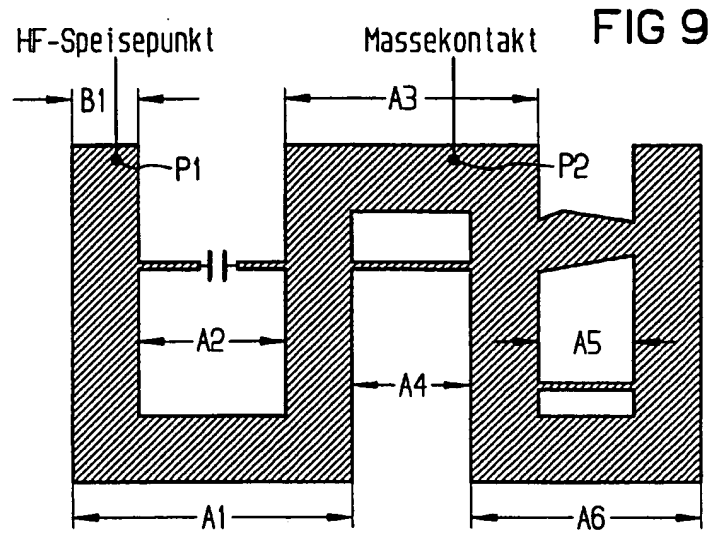 FIG 9
HF-Speisepunkt
Massekontakt
B1
A3
P1
P2
A2
A5
A4
A1
A6